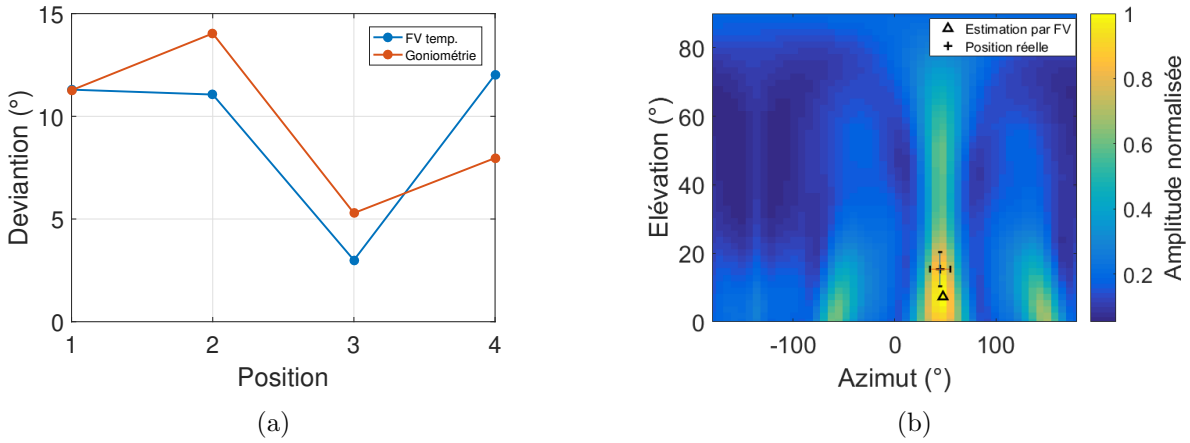 15
10
5
0
1
2
3
4
Deviantion (°)
Position
FV temp.
Goniométrie
(a)
80
60
40
20
0
-100
0
100
Elévation (°)
Azimut (°)
Estimation par FV
Position réelle
1
0.8
0.6
0.4
0.2
Amplitude normalisée
(b)